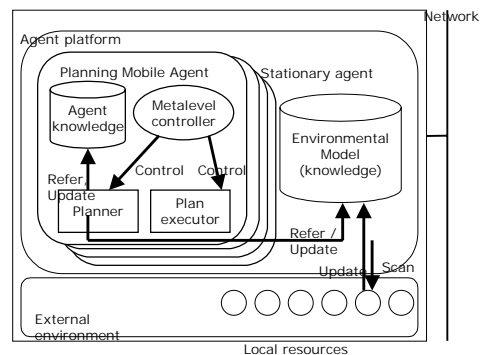 Network
Agent platform
Planning Mobile Agent
Stationary agent
Agent
knowledge
Metalevel
controller
Environmental
Model
(knowledge)
Control
Control
Refer,
Update
Planner
Plan
executor
Refer /
Update
Update
Scan
External
environment
Local resources